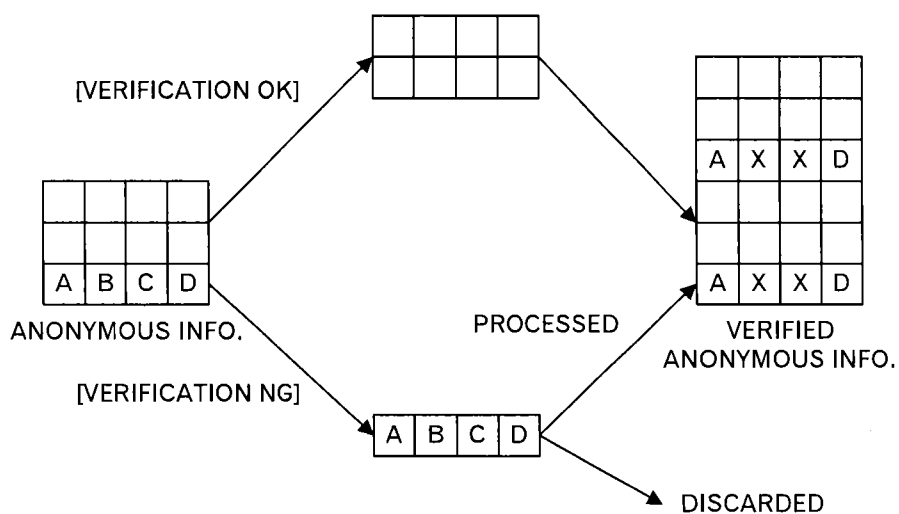 [VERIFICATION OK]
A X X D
A B C D
A X X D
ANONYMOUS INFO.
PROCESSED
VERIFIED
ANONYMOUS INFO.
[VERIFICATION NG]
A B C D
DISCARDED